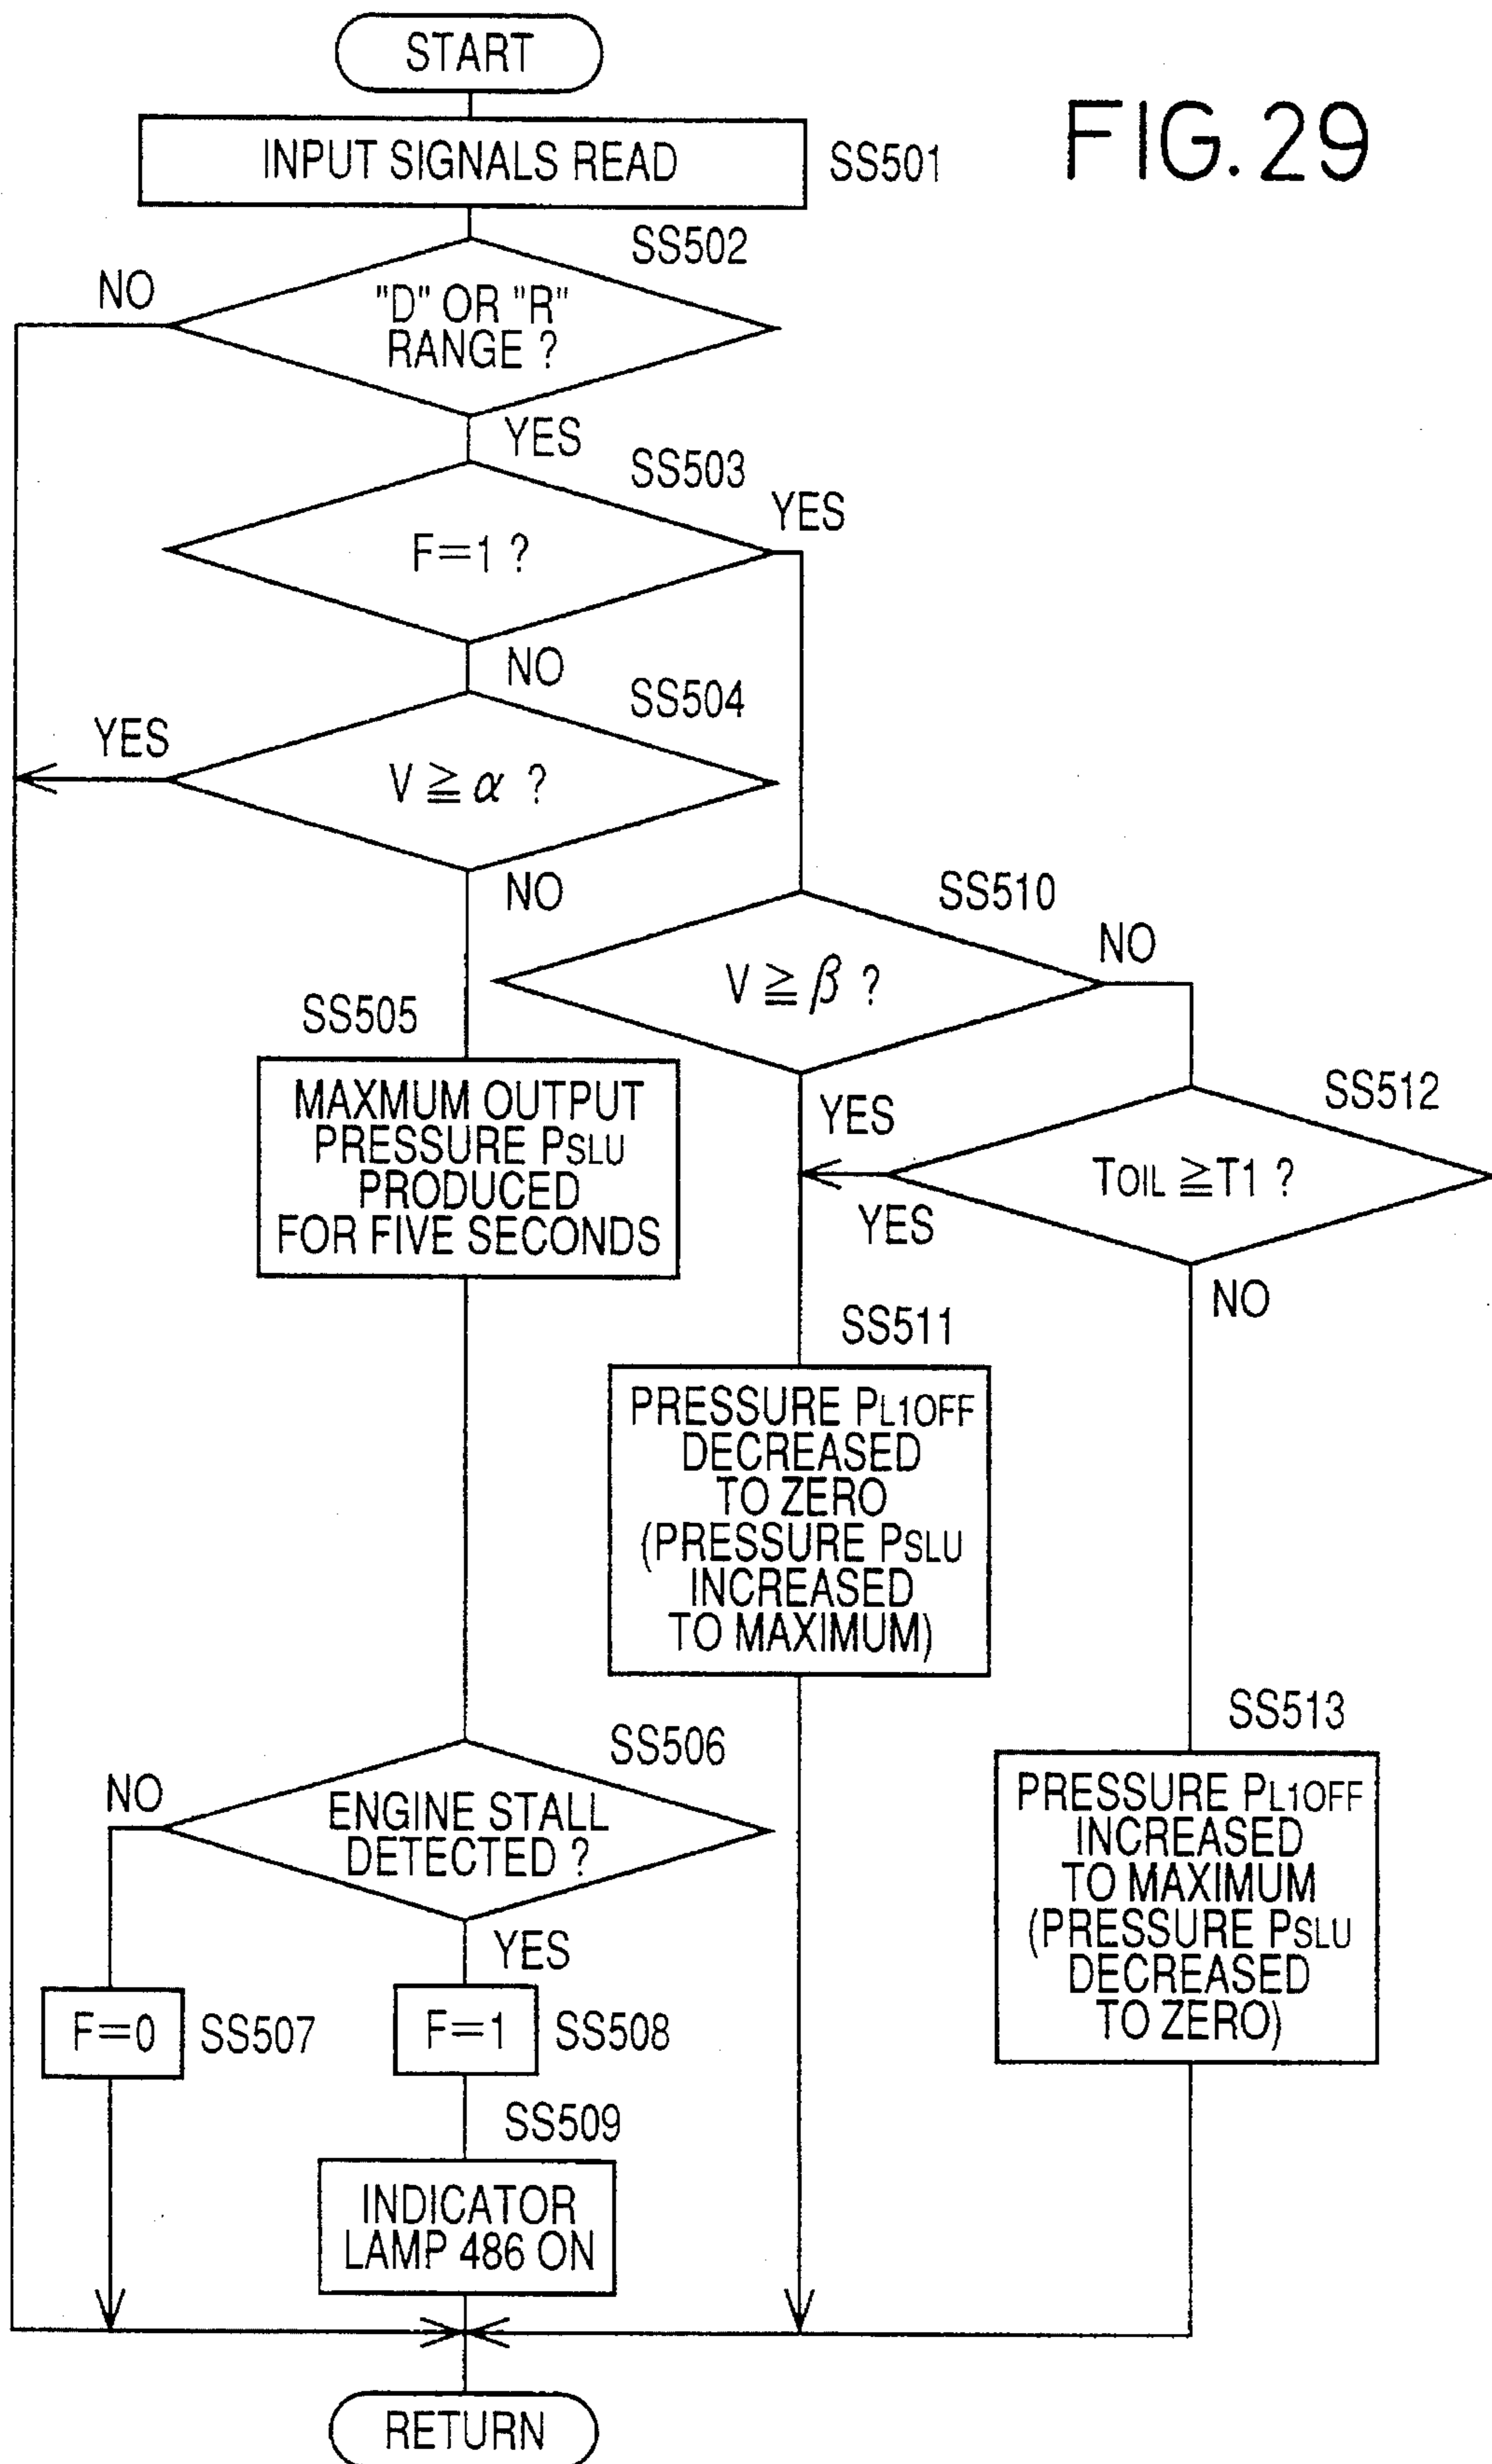 START
FIG. 29
INPUT SIGNALS READ
SS501
SS502
NO
"D" OR "R"
RANGE ?
YES
SS503
YES
F=1 ?
NO
SS504
YES
V ≧ α ?
NO
SS510
NO
V ≧ β ?
SS505
MAXMUM OUTPUT
PRESSURE PSLU
PRODUCED
FOR FIVE SECONDS
YES
SS512
TOIL ≧ T1 ?
YES
NO
SS511
PRESSURE PL1OFF
DECREASED
TO ZERO
(PRESSURE PSLU
INCREASED
TO MAXIMUM)
SS513
PRESSURE PL1OFF
INCREASED
TO MAXIMUM
(PRESSURE PSLU
DECREASED
TO ZERO)
SS506
NO
ENGINE STALL
DETECTED ?
YES
F=0
SS507
F=1
SS508
SS509
INDICATOR
LAMP 486 ON
RETURN